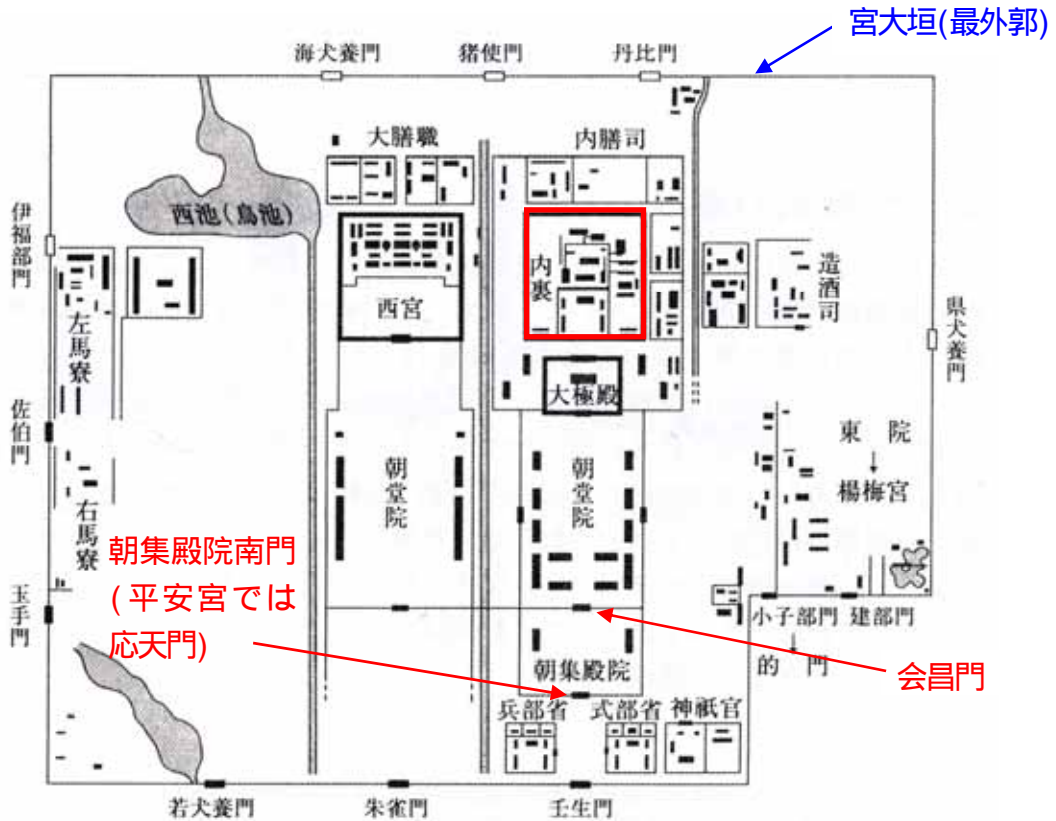 宮大垣(最外郭)
海犬養門
猪使門
丹比門
大膳職
内膳司
西池(鳥池)
伊福部門
内裏
造酒司
左馬寮
西宮
県犬養門
大極殿
佐伯門
東 院
↓
楊梅宮
朝堂院
朝堂院
右馬寮
朝集殿院南門
(平安宮では
応天門)
玉手門
小子部門
建部門
↓
的 門
朝集殿院
会昌門
兵部省
式部省
神祇官
若犬養門
朱雀門
壬生門